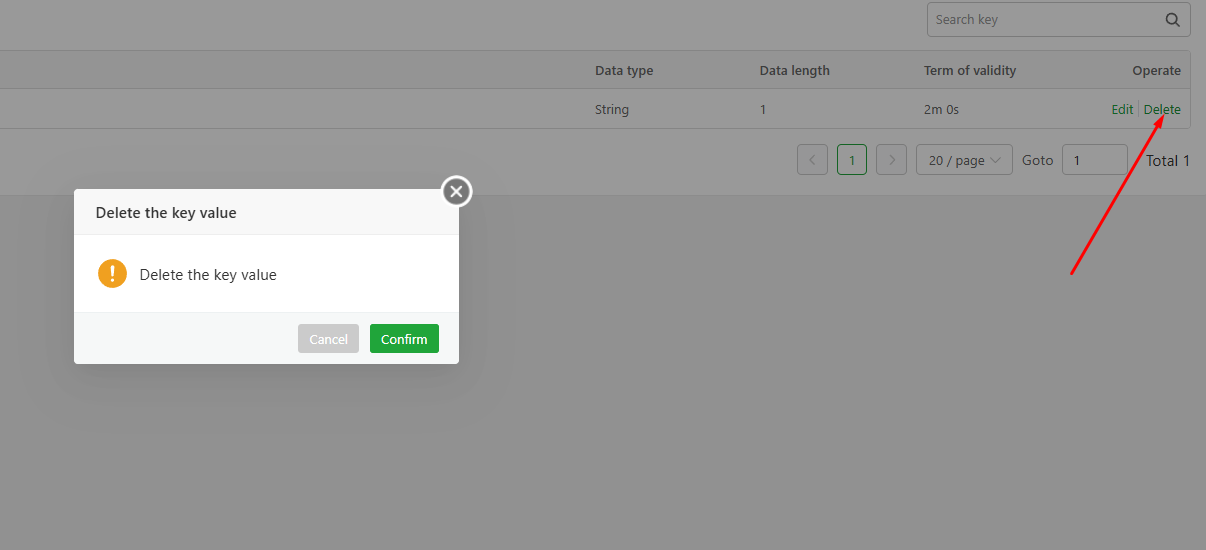 Search key
Data type Data length Term of validity Operate
String 1 2m 0s Edit Delete
1 20 / page Goto 1 Total 1
Delete the key value
Delete the key value
Cancel Confirm